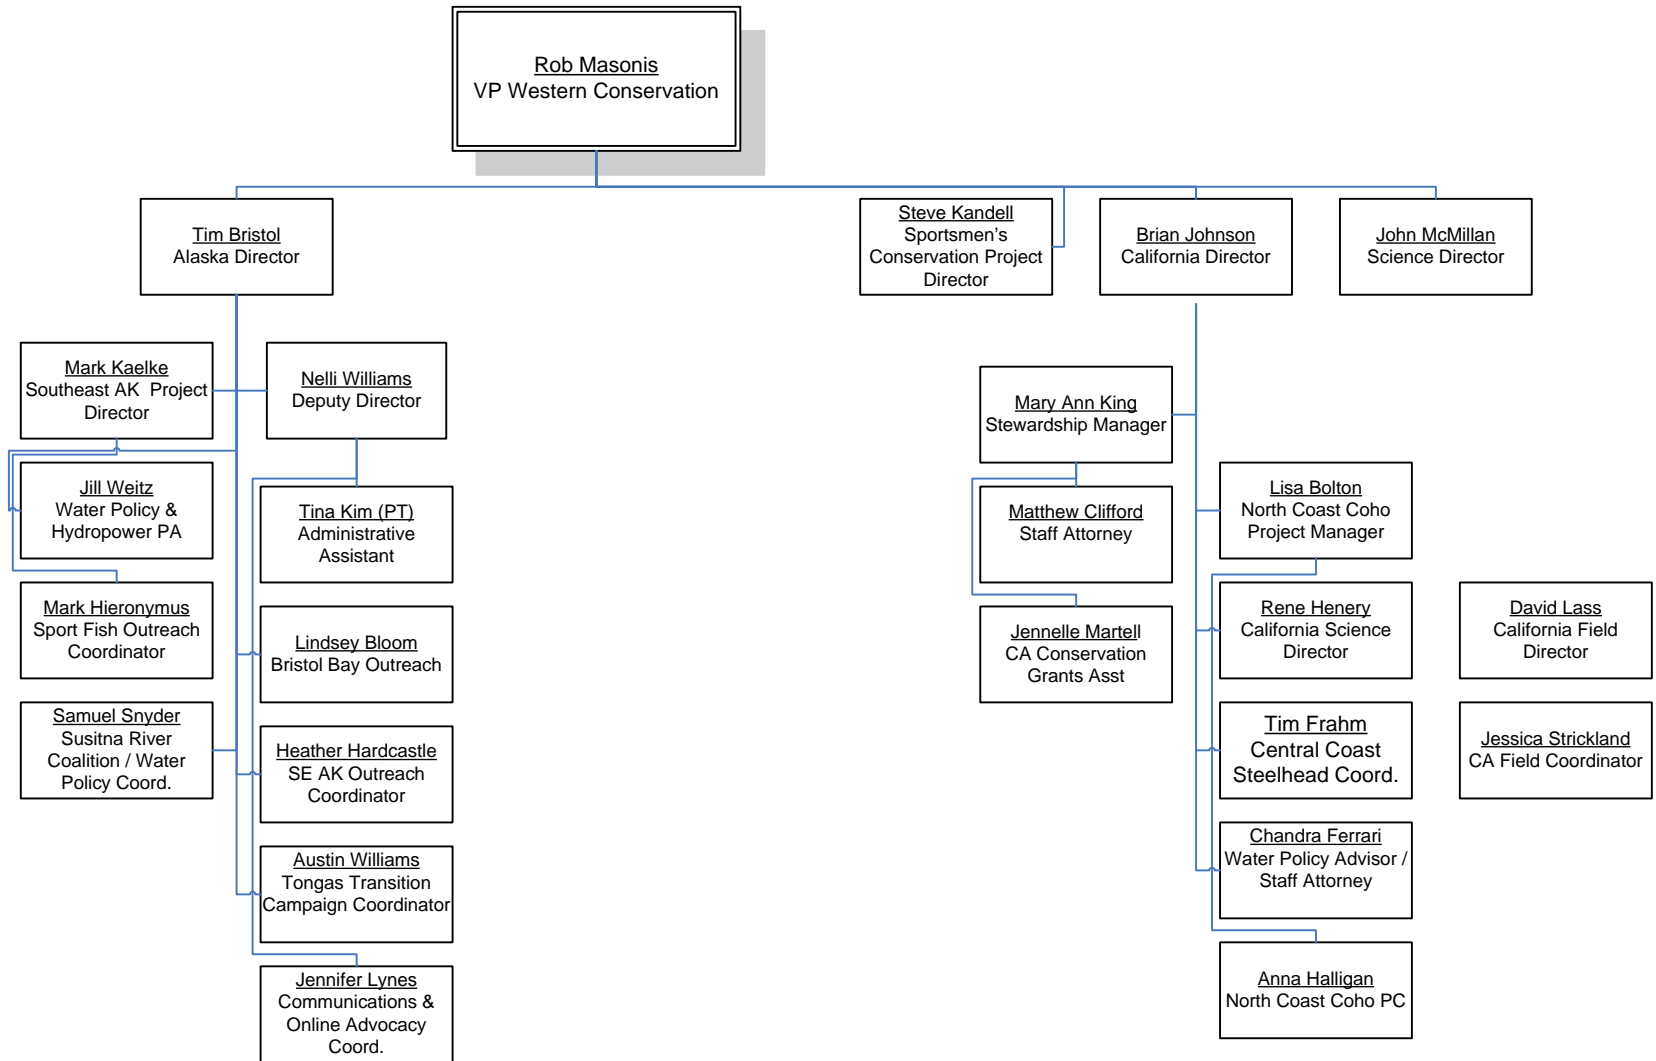 Rob Masonis
VP Western Conservation
Tim Bristol
Alaska Director
Steve Kandell
Sportsmen's
Conservation Project
Director
Brian Johnson
California Director
John McMillan
Science Director
Mark Kaelke
Southeast AK Project
Director
Nelli Williams
Deputy Director
Mary Ann King
Stewardship Manager
Jill Weitz
Water Policy &
Hydropower PA
Tina Kim (PT)
Administrative
Assistant
Matthew Clifford
Staff Attorney
Lisa Bolton
North Coast Coho
Project Manager
Mark Hieronymus
Sport Fish Outreach
Coordinator
Lindsey Bloom
Bristol Bay Outreach
Jennelle Martell
CA Conservation
Grants Asst
Rene Henery
California Science
Director
David Lass
California Field
Director
Samuel Snyder
Susitna River
Coalition / Water
Policy Coord.
Heather Hardcastle
SE AK Outreach
Coordinator
Tim Frahm
Central Coast
Steelhead Coord.
Jessica Strickland
CA Field Coordinator
Austin Williams
Tongas Transition
Campaign Coordinator
Chandra Ferrari
Water Policy Advisor /
Staff Attorney
Jennifer Lynes
Communications &
Online Advocacy
Coord.
Anna Halligan
North Coast Coho PC